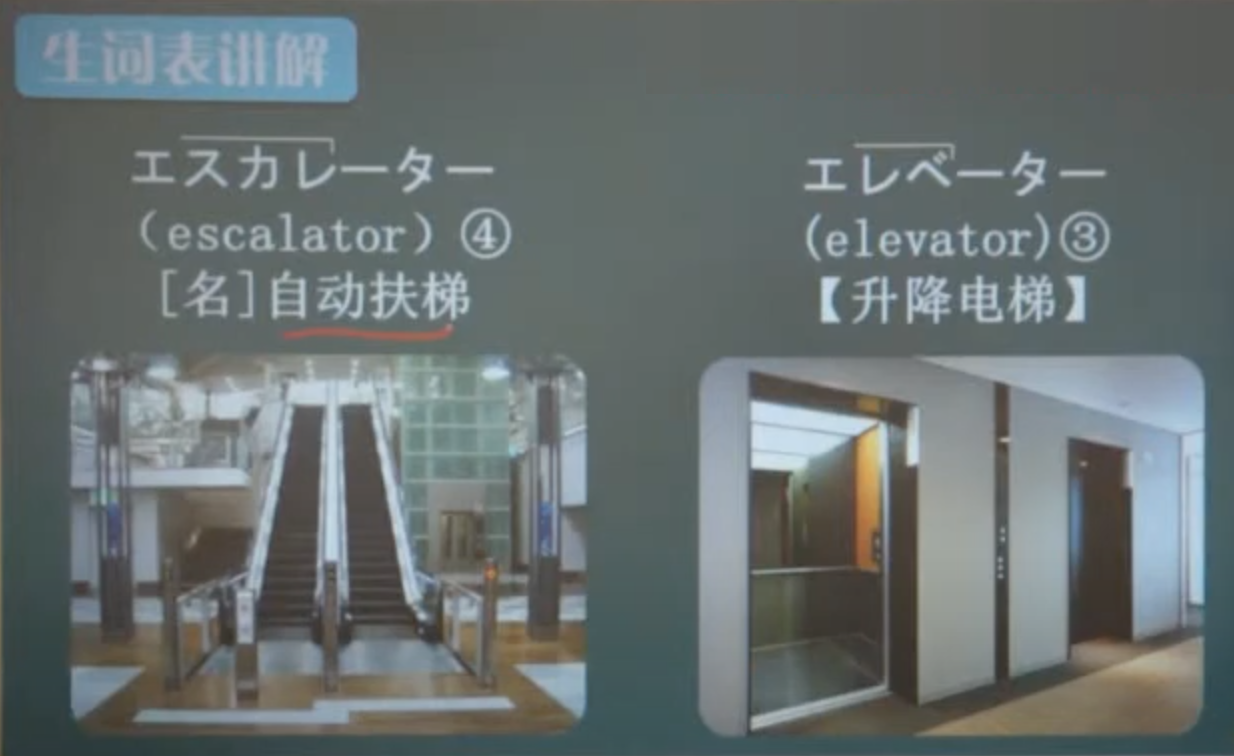 生词表讲解
エスカレーター
（escalator）④
[名]自动扶梯
エレベーター
(elevator)③
【升降电梯】